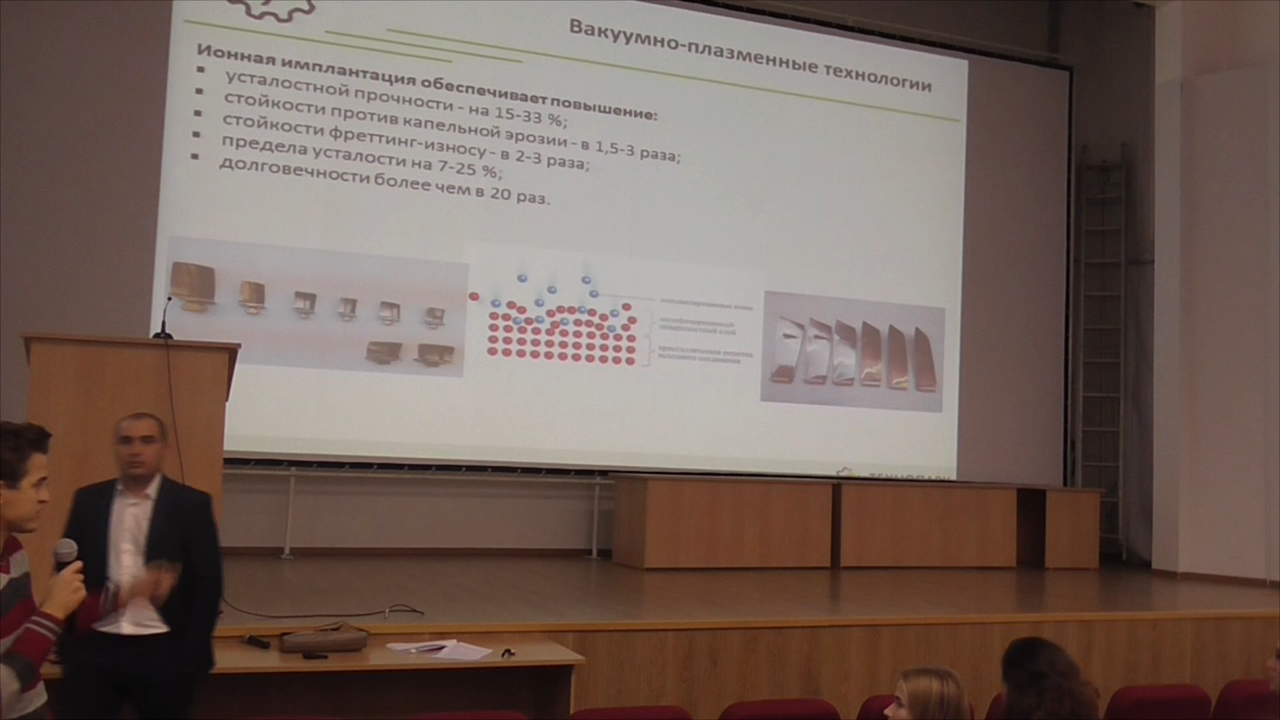 Вакуумно-плазменные технологии
Ионная имплантация обеспечивает повышение:
▪ усталостной прочности - на 15-33 %;
▪ стойкости против капельной эрозии - в 1,5-3 раза;
▪ стойкости фреттинг-износу - в 2-3 раза;
▪ предела усталости на 7-25 %;
▪ долговечности более чем в 20 раз.